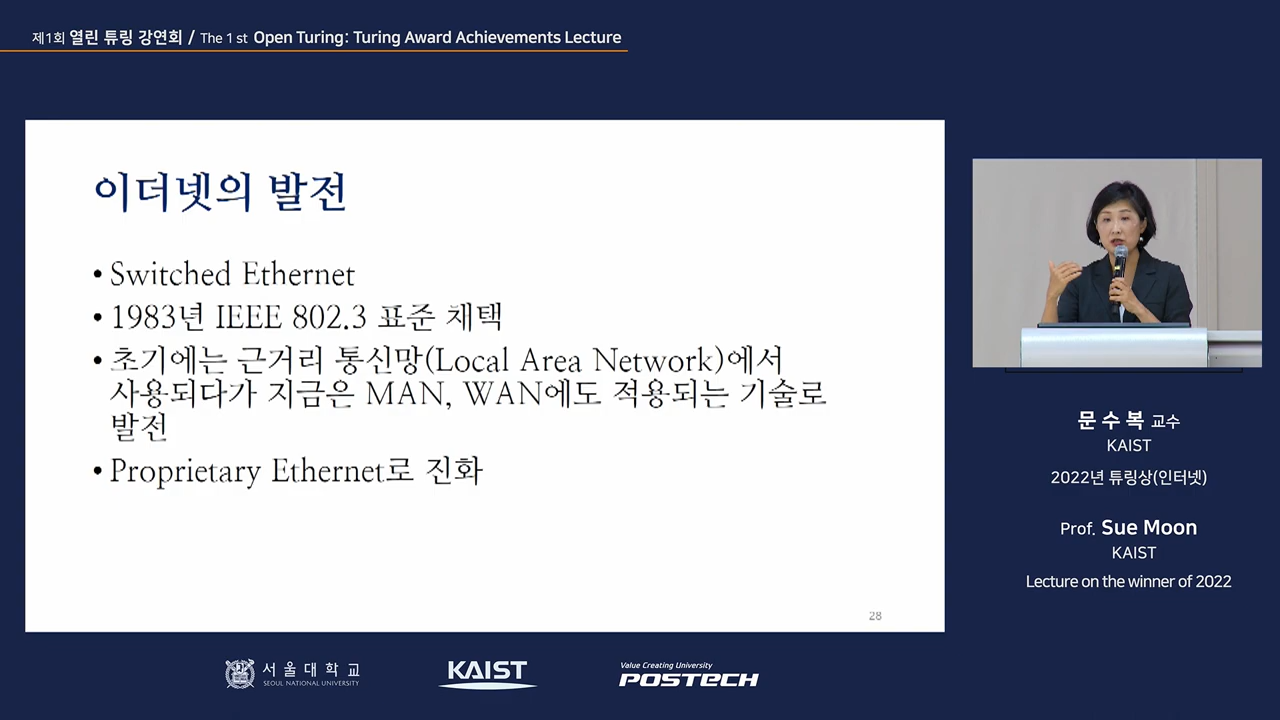 제1회 열린 튜링 강연회 / The 1 st Open Turing: Turing Award Achievements Lecture
이더넷의 발전
• Switched Ethernet
• 1983년 IEEE 802.3 표준 채택
• 초기에는 근거리 통신망(Local Area Network)에서
사용되다가 지금은 MAN, WAN에도 적용되는 기술로
발전
• Proprietary Ethernet로 진화
28
문수복 교수
KAIST
2022년 튜링상(인터넷)
Prof. Sue Moon
KAIST
Lecture on the winner of 2022
서울대학교
SEOUL NATIONAL UNIVERSITY
KAIST
Value Creating University
POSTECH